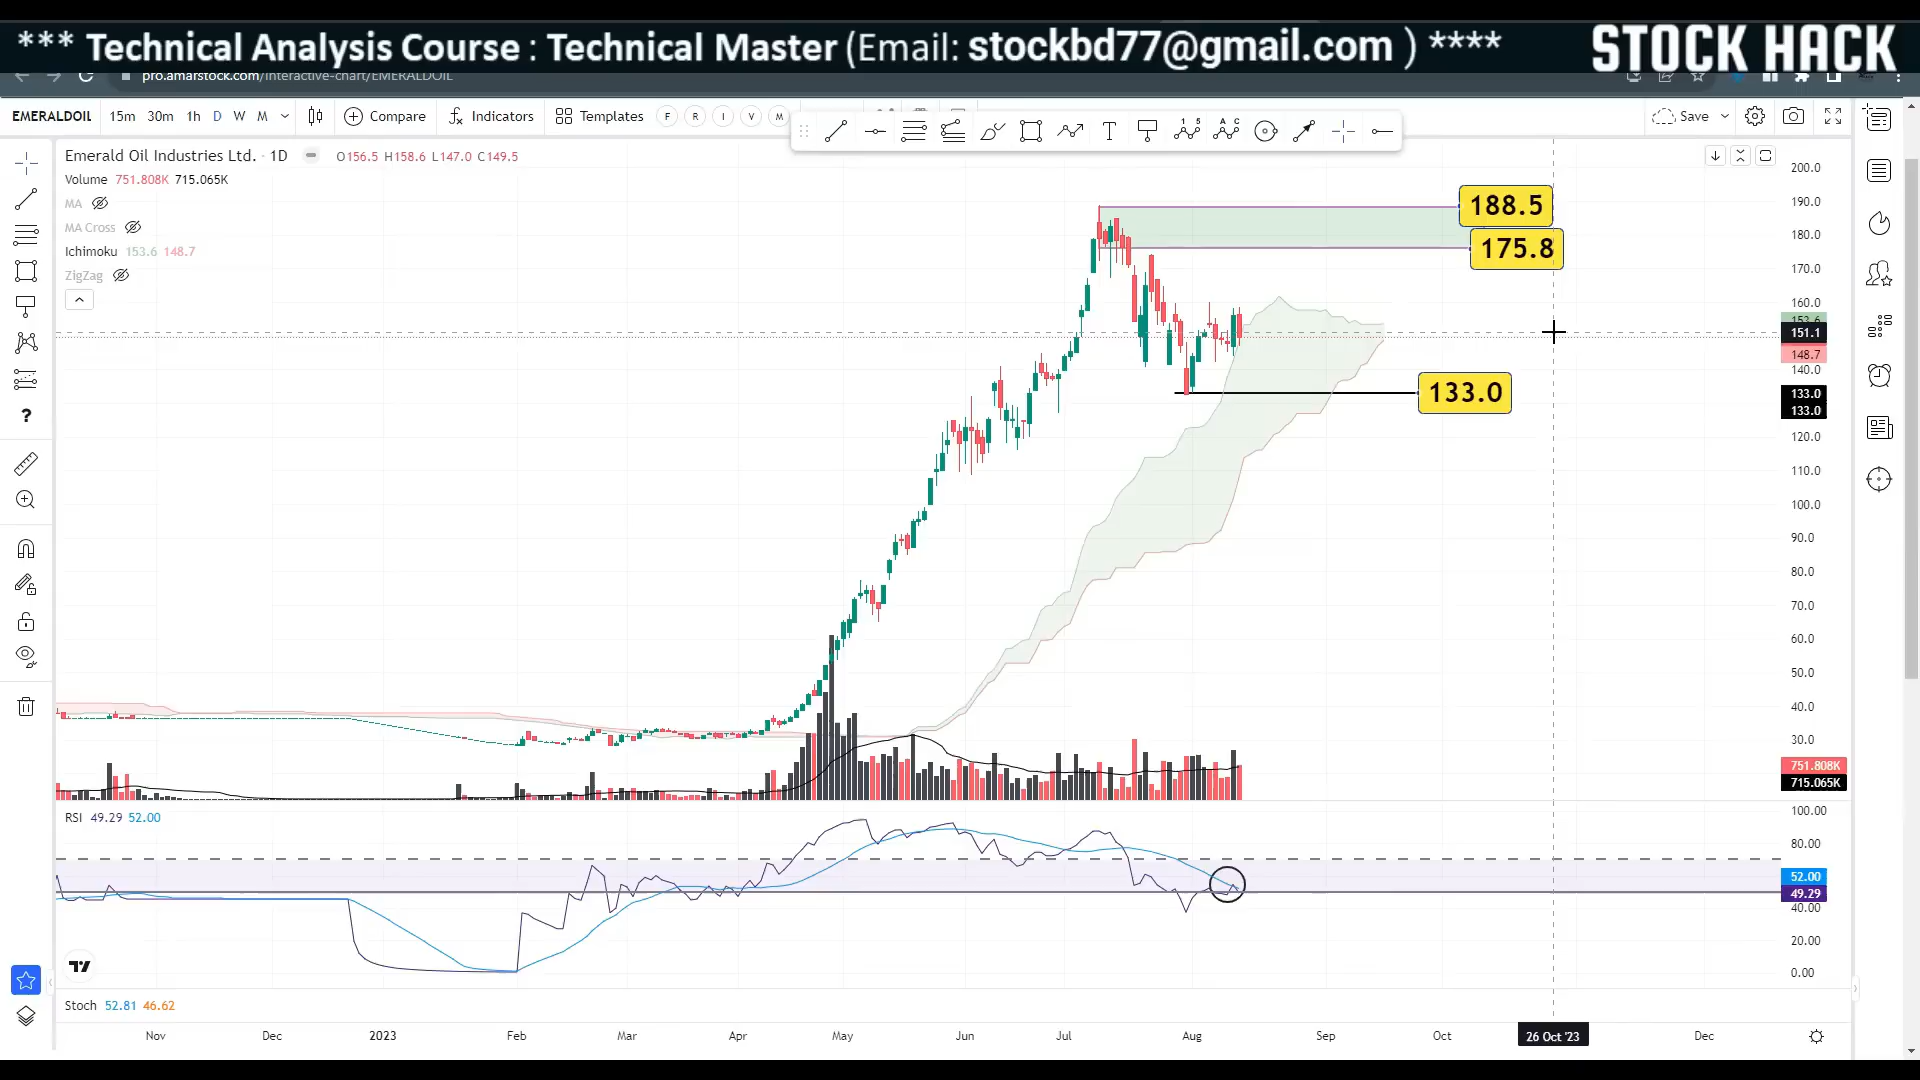 *** Technical Analysis Course : Technical Master (Email: stockbd77@gmail.com ) ****
STOCK HACK
pro.amarstock.com/interactive-chart/EMERALDOIL
EMERALDOIL 15m 30m 1h D W M Compare Indicators Templates F R I V M Save
Emerald Oil Industries Ltd. · 1D O156.5 H158.6 L147.0 C149.5
Volume 751.808K 715.065K
MA
MA Cross
Ichimoku 153.6 148.7
ZigZag
188.5
175.8
133.0
200.0
190.0
180.0
170.0
160.0
153.6
151.1
148.7
140.0
133.0
133.0
120.0
110.0
100.0
90.0
80.0
70.0
60.0
50.0
40.0
30.0
751.808K
715.065K
RSI 49.29 52.00
100.00
80.00
52.00
49.29
40.00
20.00
0.00
Stoch 52.81 46.62
Nov Dec 2023 Feb Mar Apr May Jun Jul Aug Sep Oct 26 Oct '23 Dec